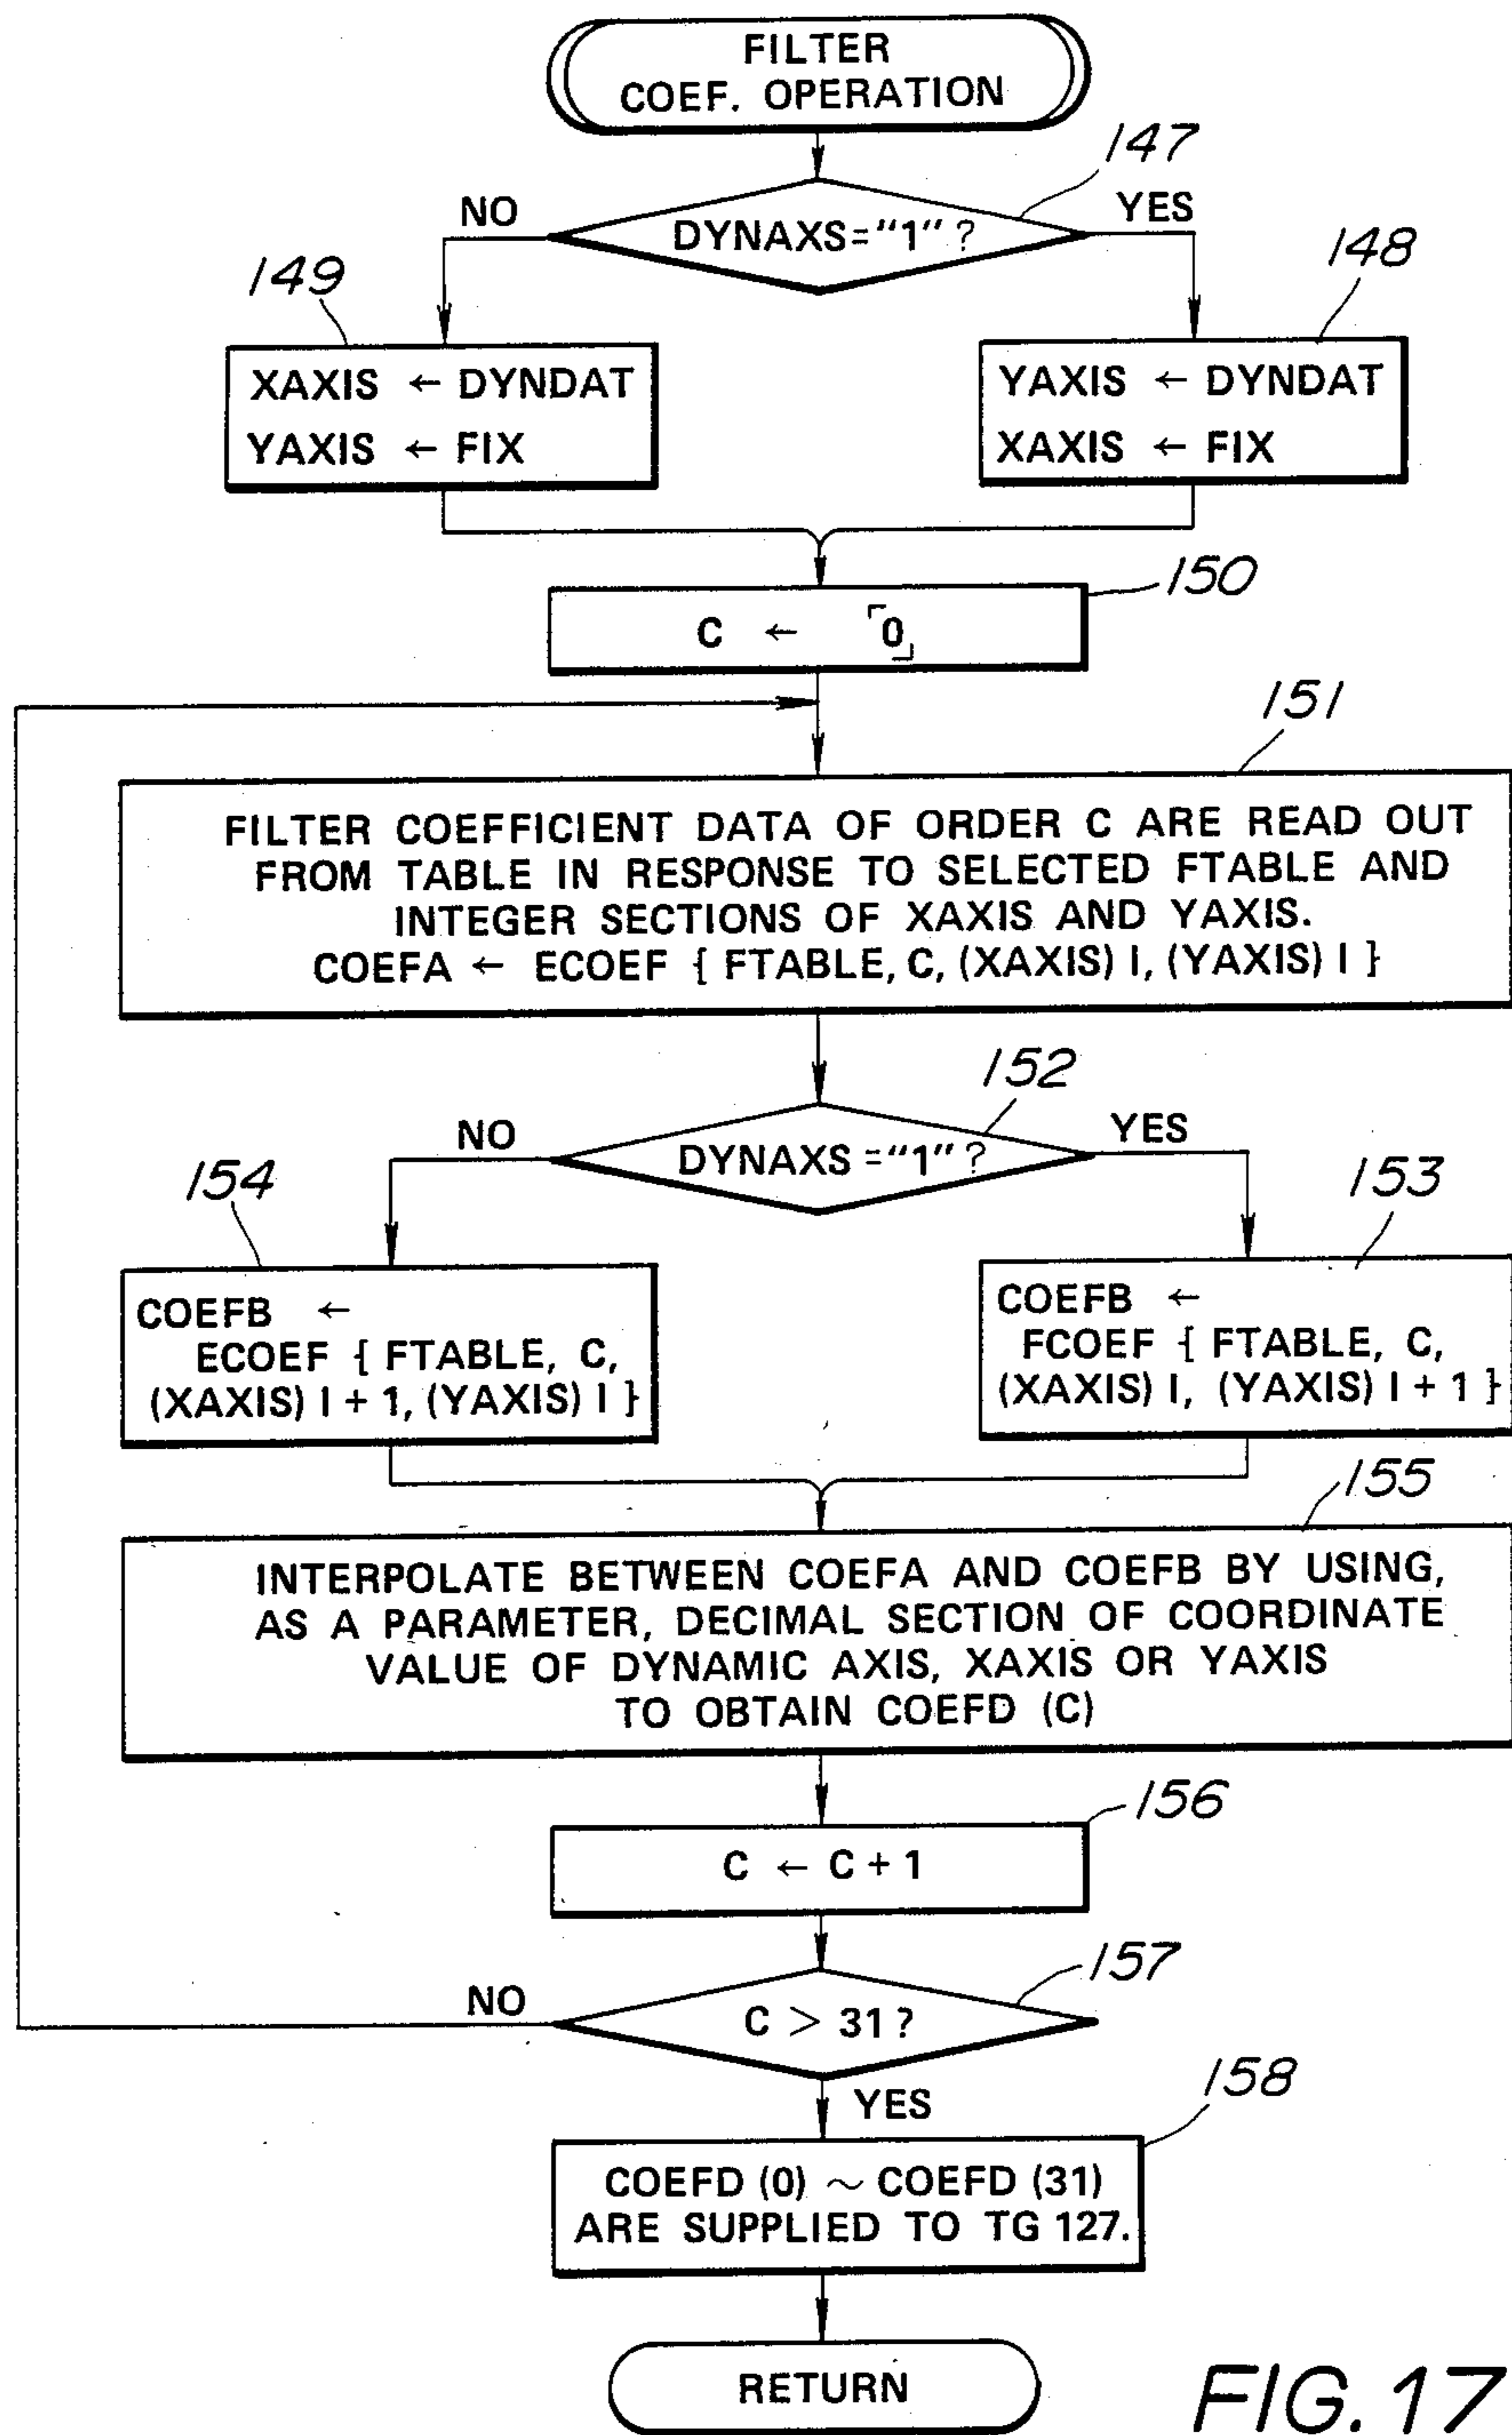 FILTER
COEF. OPERATION
147
NO
YES
DYNAXS="1"?
149
148
XAXIS ← DYNDAT
YAXIS ← FIX
YAXIS ← DYNDAT
XAXIS ← FIX
150
C ← 「0」
151
FILTER COEFFICIENT DATA OF ORDER C ARE READ OUT
FROM TABLE IN RESPONSE TO SELECTED FTABLE AND
INTEGER SECTIONS OF XAXIS AND YAXIS.
COEFA ← ECOEF { FTABLE, C, (XAXIS) I, (YAXIS) I }
152
NO
YES
DYNAXS ="1"?
154
153
COEFB ←
ECOEF { FTABLE, C,
(XAXIS) I + 1, (YAXIS) I }
COEFB ←
FCOEF { FTABLE, C,
(XAXIS) I, (YAXIS) I + 1 }
155
INTERPOLATE BETWEEN COEFA AND COEFB BY USING,
AS A PARAMETER, DECIMAL SECTION OF COORDINATE
VALUE OF DYNAMIC AXIS, XAXIS OR YAXIS
TO OBTAIN COEFD (C)
156
C ← C + 1
157
NO
C > 31?
YES
158
COEFD (0) ~ COEFD (31)
ARE SUPPLIED TO TG 127.
RETURN
FIG. 17